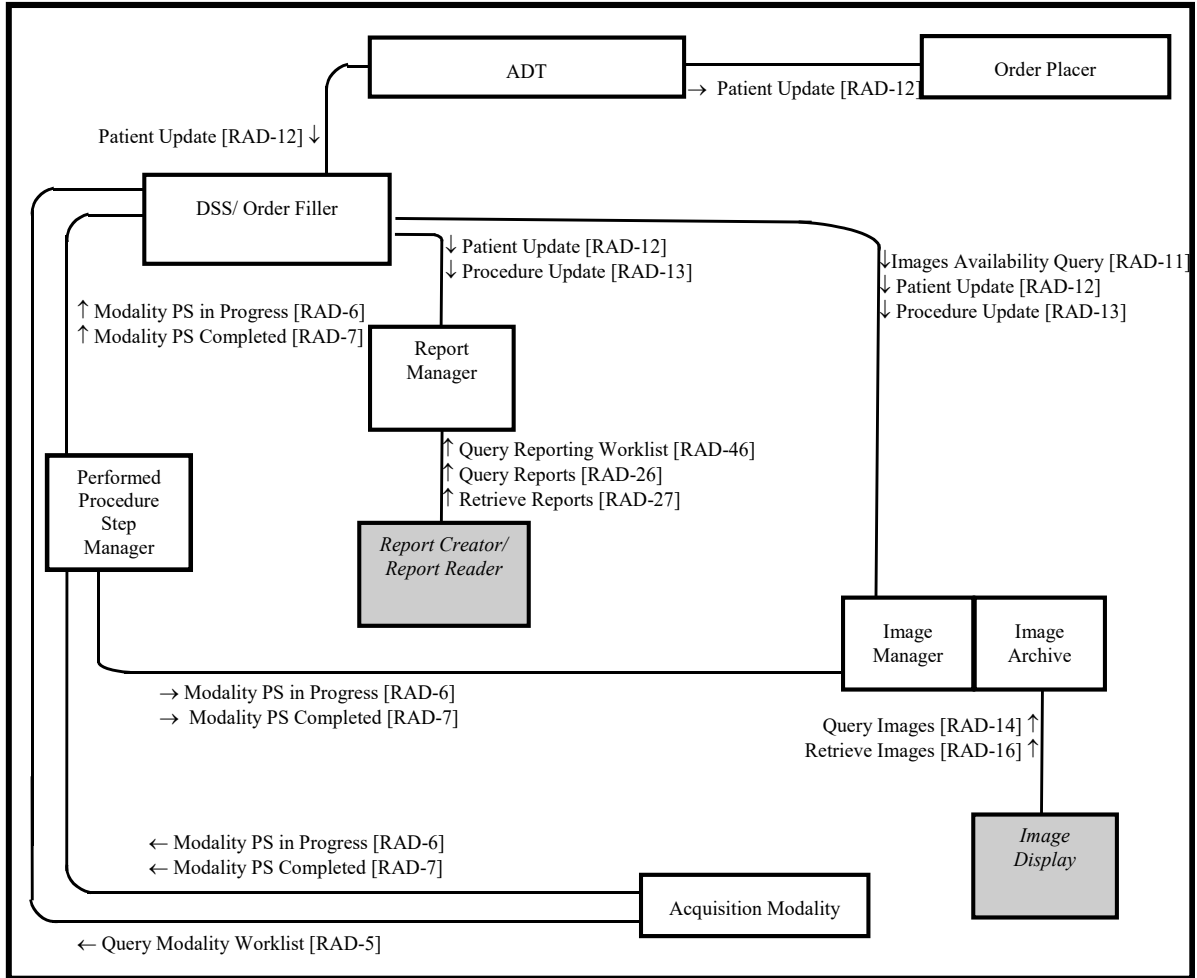 ADT
Order Placer
→ Patient Update [RAD-12]
Patient Update [RAD-12] ↓
DSS/ Order Filler
↓ Patient Update [RAD-12]
↓ Procedure Update [RAD-13]
↓Images Availability Query [RAD-11]
↓ Patient Update [RAD-12]
↓ Procedure Update [RAD-13]
↑ Modality PS in Progress [RAD-6]
↑ Modality PS Completed [RAD-7]
Report
Manager
↑ Query Reporting Worklist [RAD-46]
↑ Query Reports [RAD-26]
↑ Retrieve Reports [RAD-27]
Performed
Procedure
Step
Manager
Report Creator/
Report Reader
Image
Manager
Image
Archive
→ Modality PS in Progress [RAD-6]
→ Modality PS Completed [RAD-7]
Query Images [RAD-14] ↑
Retrieve Images [RAD-16] ↑
Image
Display
← Modality PS in Progress [RAD-6]
← Modality PS Completed [RAD-7]
Acquisition Modality
← Query Modality Worklist [RAD-5]